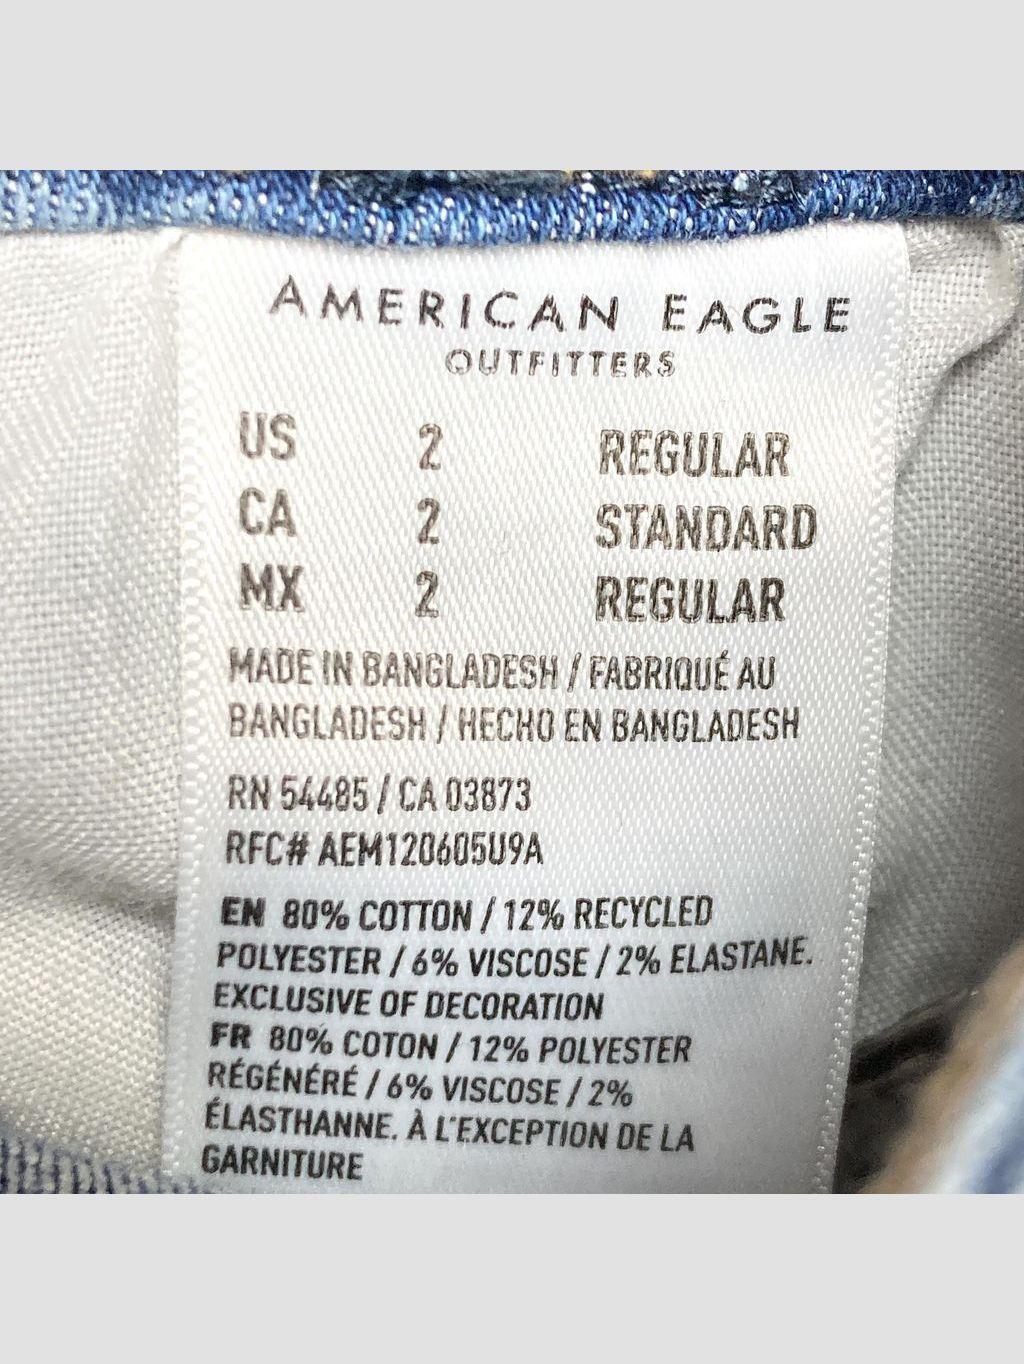 AMERICAN EAGLE
OUTFITTERS
US 2 REGULAR
CA 2 STANDARD
MX 2 REGULAR
MADE IN BANGLADESH / FABRIQUÉ AU
BANGLADESH / HECHO EN BANGLADESH
RN 54485 / CA 03873
RFC# AEM120605U9A
EN 80% COTTON / 12% RECYCLED
POLYESTER / 6% VISCOSE / 2% ELASTANE.
EXCLUSIVE OF DECORATION
FR 80% COTON / 12% POLYESTER
RÉGÉNÉRÉ / 6% VISCOSE / 2%
ÉLASTHANNE. À L'EXCEPTION DE LA
GARNITURE